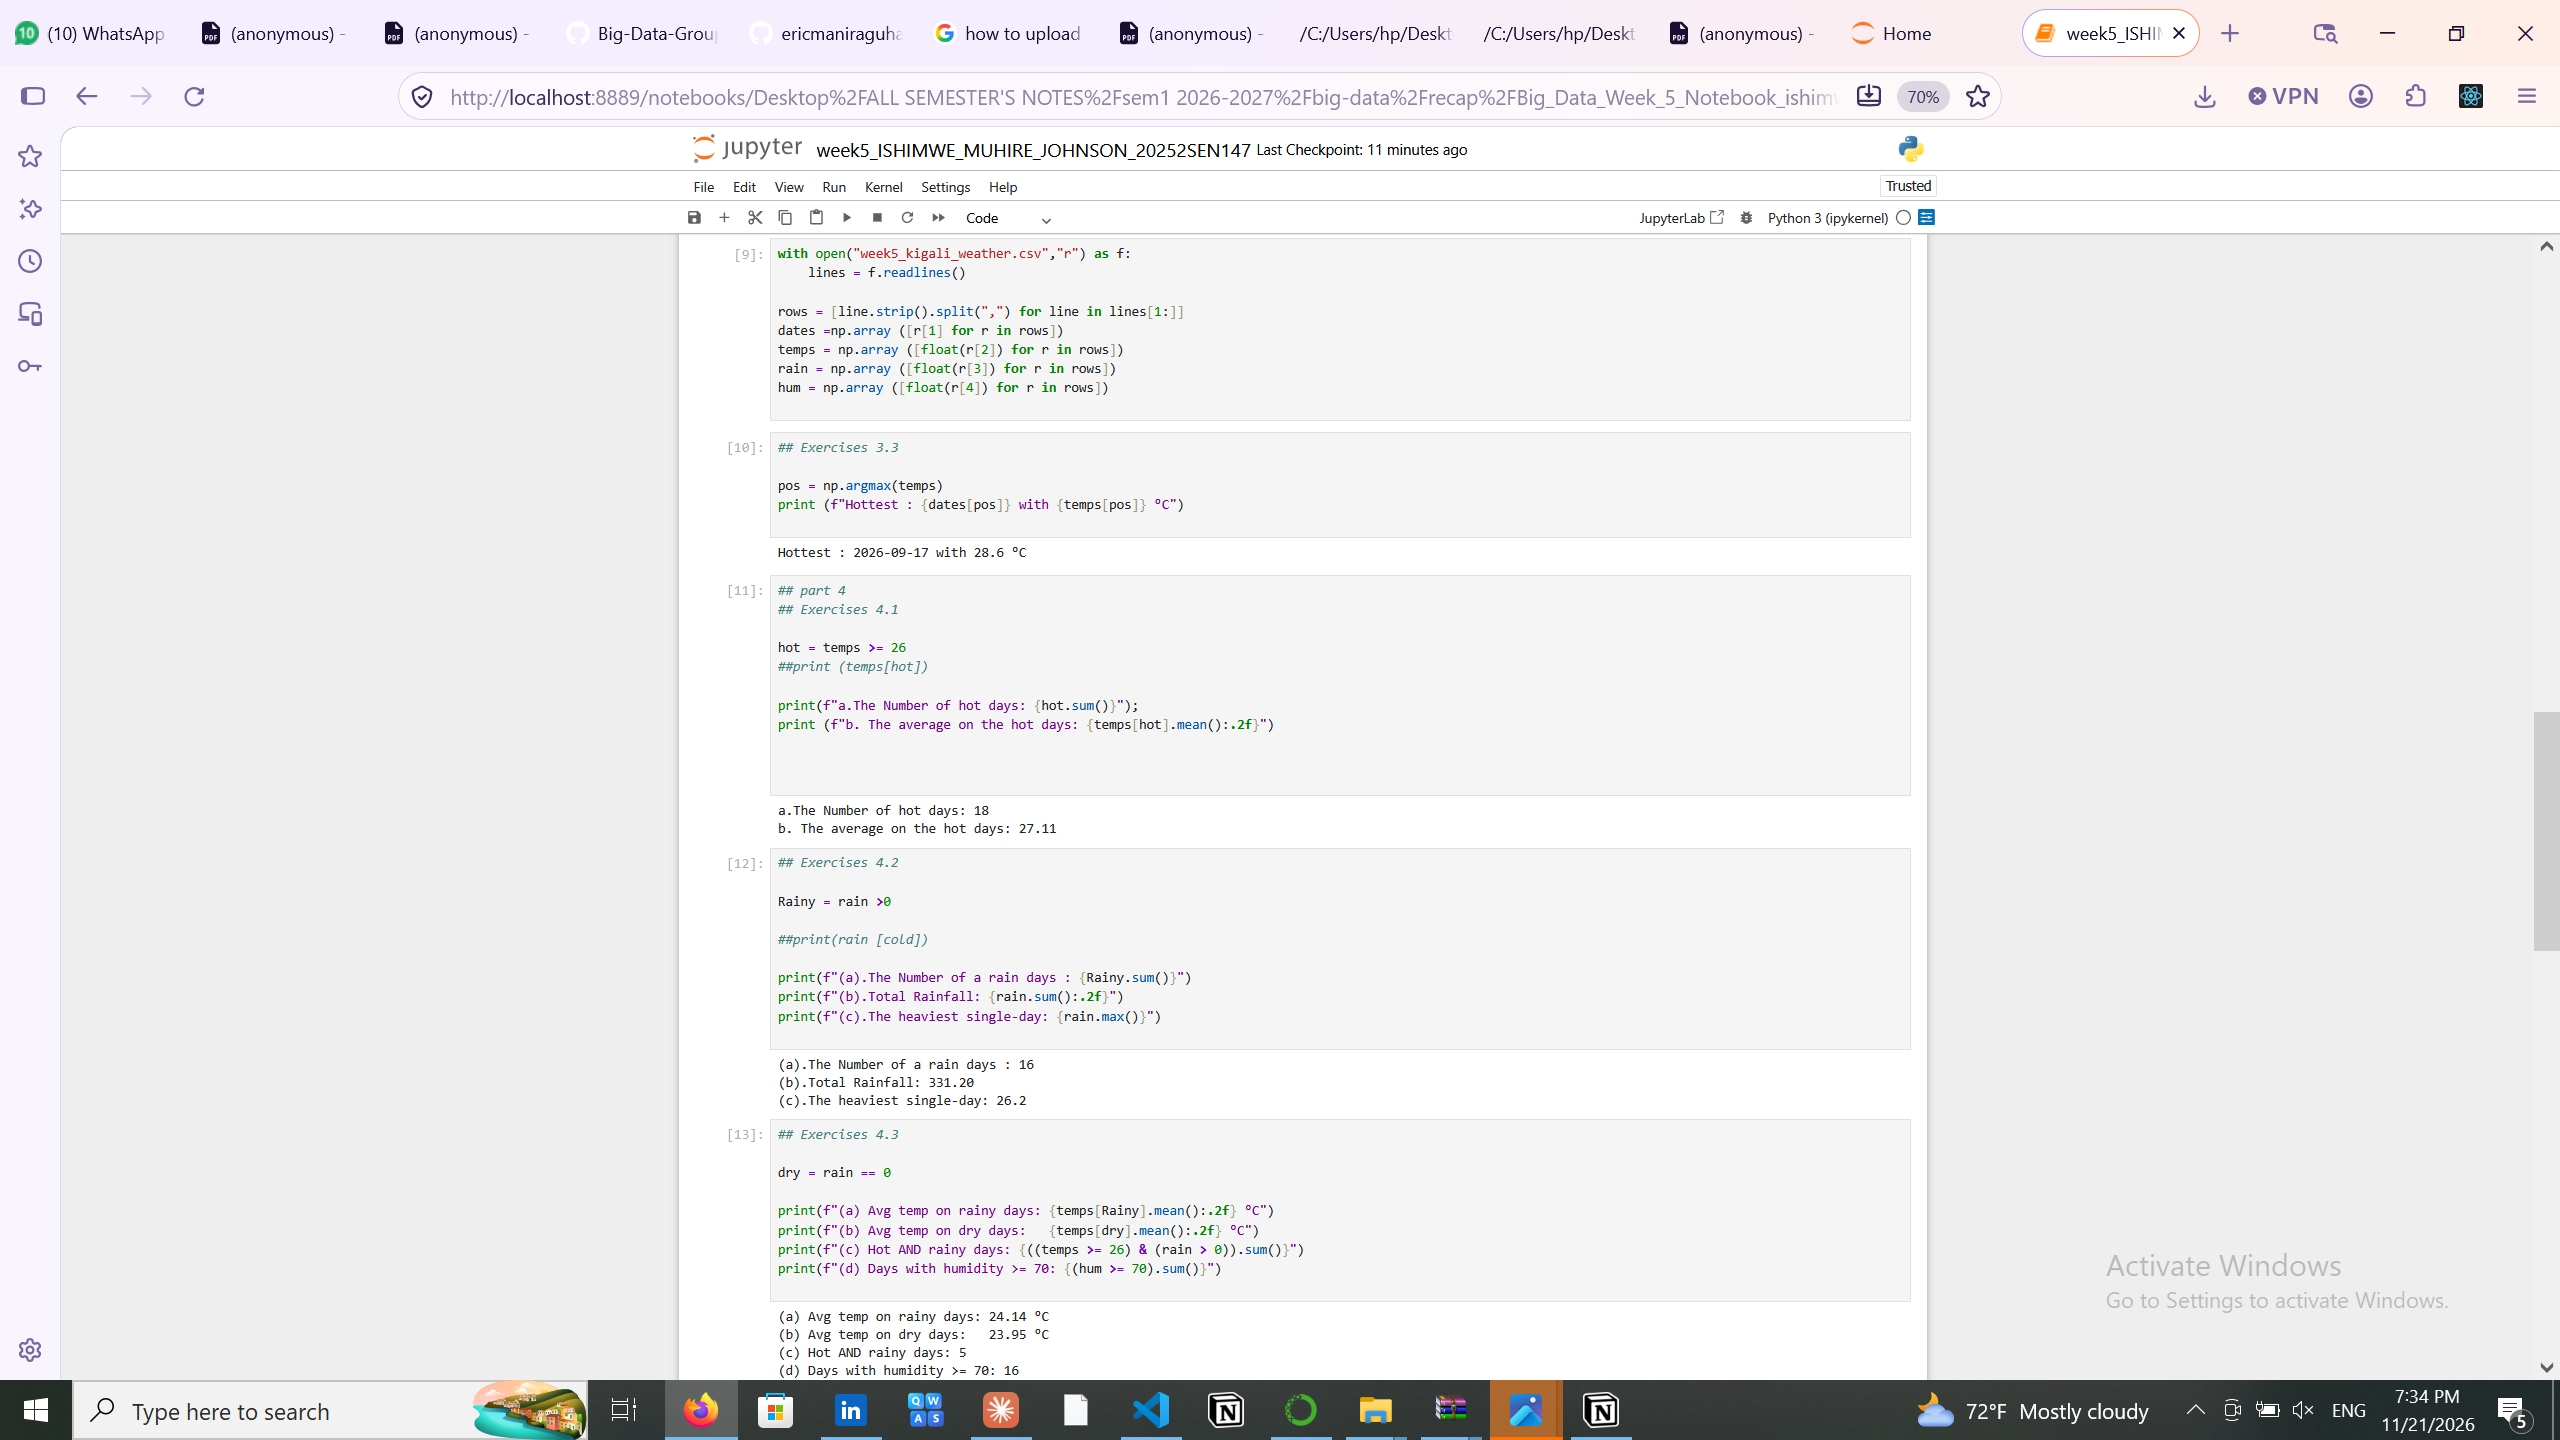 (10) WhatsApp
(anonymous) -
(anonymous) -
Big-Data-Grou
ericmaniraguha
how to upload
(anonymous) -
/C:/Users/hp/Deskt
/C:/Users/hp/Deskt
(anonymous) -
Home
week5_ISHI
http://localhost:8889/notebooks/Desktop%2FALL SEMESTER'S NOTES%2Fsem1 2026-2027%2Fbig-data%2Frecap%2FBig_Data_Week_5_Notebook_ishim
70%
VPN
jupyter week5_ISHIMWE_MUHIRE_JOHNSON_20252SEN147 Last Checkpoint: 11 minutes ago
File Edit View Run Kernel Settings Help
Trusted
Code
JupyterLab
Python 3 (ipykernel)
[9]:
with open("week5_kigali_weather.csv","r") as f:
    lines = f.readlines()
rows = [line.strip().split(",") for line in lines[1:]]
dates =np.array ([r[1] for r in rows])
temps = np.array ([float(r[2]) for r in rows])
rain = np.array ([float(r[3]) for r in rows])
hum = np.array ([float(r[4]) for r in rows])
[10]:
## Exercises 3.3
pos = np.argmax(temps)
print (f"Hottest : {dates[pos]} with {temps[pos]} °C")
Hottest : 2026-09-17 with 28.6 °C
[11]:
## part 4
## Exercises 4.1
hot = temps >= 26
##print (temps[hot])
print(f"a.The Number of hot days: {hot.sum()}");
print (f"b. The average on the hot days: {temps[hot].mean():.2f}")
a.The Number of hot days: 18
b. The average on the hot days: 27.11
[12]:
## Exercises 4.2
Rainy = rain >0
##print(rain [cold])
print(f"(a).The Number of a rain days : {Rainy.sum()}")
print(f"(b).Total Rainfall: {rain.sum():.2f}")
print(f"(c).The heaviest single-day: {rain.max()}")
(a).The Number of a rain days : 16
(b).Total Rainfall: 331.20
(c).The heaviest single-day: 26.2
[13]:
## Exercises 4.3
dry = rain == 0
print(f"(a) Avg temp on rainy days: {temps[Rainy].mean():.2f} °C")
print(f"(b) Avg temp on dry days:   {temps[dry].mean():.2f} °C")
print(f"(c) Hot AND rainy days: {((temps >= 26) & (rain > 0)).sum()}")
print(f"(d) Days with humidity >= 70: {(hum >= 70).sum()}")
(a) Avg temp on rainy days: 24.14 °C
(b) Avg temp on dry days:   23.95 °C
(c) Hot AND rainy days: 5
(d) Days with humidity >= 70: 16
Activate Windows
Go to Settings to activate Windows.
Type here to search
72°F Mostly cloudy
ENG
7:34 PM
11/21/2026
5